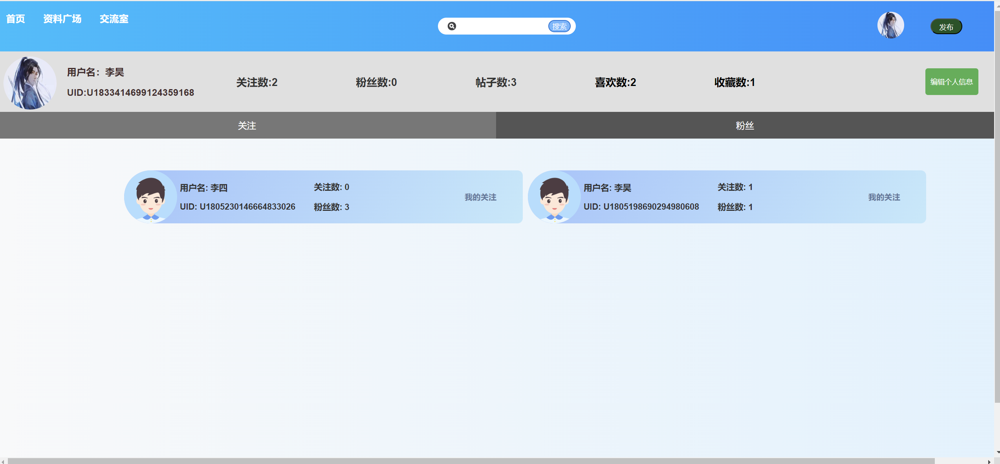 首页 资料广场 交流室
搜索
发布
用户名：李昊
UID:U1833414699124359168
关注数:2 粉丝数:0 帖子数:3 喜欢数:2 收藏数:1
编辑个人信息
关注 粉丝
用户名: 李四
UID: U1805230146664833026
关注数: 0
粉丝数: 3
我的关注
用户名: 李昊
UID: U1805198690294980608
关注数: 1
粉丝数: 1
我的关注